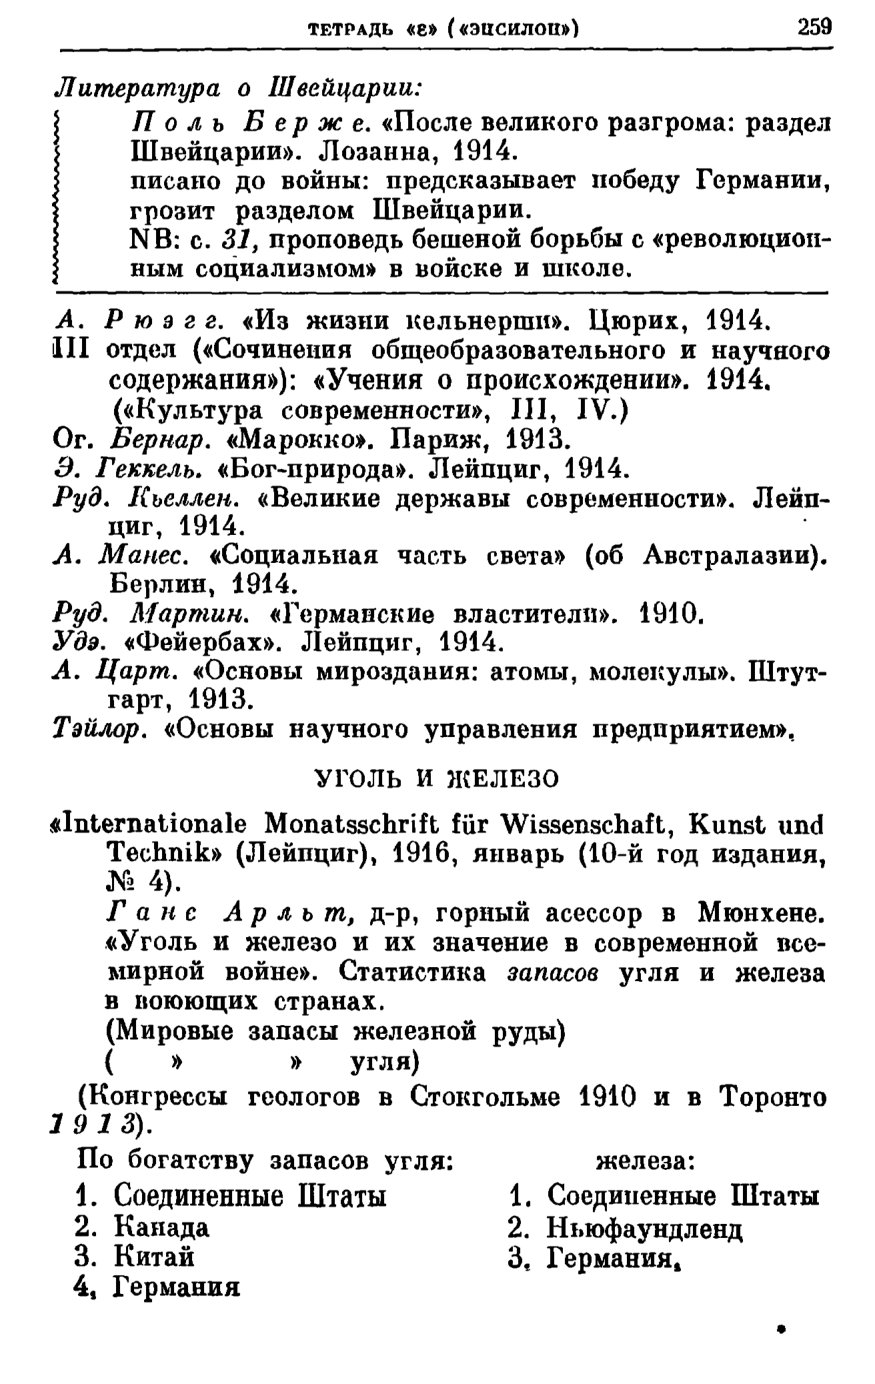 ТЕТРАДЬ «ε» («ЭПСИЛОН») 259
Литература о Швейцарии:
Поль Берже. «После великого разгрома: раздел
Швейцарии». Лозанна, 1914.
писано до войны: предсказывает победу Германии,
грозит разделом Швейцарии.
NB: с. 31, проповедь бешеной борьбы с «революцион-
ным социализмом» в войске и школе.
А. Рюэгг. «Из жизни кельнерши». Цюрих, 1914.
III отдел («Сочинения общеобразовательного и научного
содержания»): «Учения о происхождении». 1914.
(«Культура современности», III, IV.)
Ог. Бернар. «Марокко». Париж, 1913.
Э. Геккель. «Бог-природа». Лейпциг, 1914.
Руд. Кьеллен. «Великие державы современности». Лейп-
циг, 1914.
А. Манес. «Социальная часть света» (об Австралазии).
Берлин, 1914.
Руд. Мартин. «Германские властители». 1910.
Удэ. «Фейербах». Лейпциг, 1914.
А. Царт. «Основы мироздания: атомы, молекулы». Штут-
гарт, 1913.
Тэйлор. «Основы научного управления предприятием».
УГОЛЬ И ЖЕЛЕЗО
«Internationale Monatsschrift für Wissenschaft, Kunst und
Technik» (Лейпциг), 1916, январь (10-й год издания,
№ 4).
Ганс Арльт, д-р, горный асессор в Мюнхене.
«Уголь и железо и их значение в современной все-
мирной войне». Статистика запасов угля и железа
в воюющих странах.
(Мировые запасы железной руды)
( » » угля)
(Конгрессы геологов в Стокгольме 1910 и в Торонто
1913).
По богатству запасов угля: железа:
1. Соединенные Штаты 1. Соединенные Штаты
2. Канада 2. Ньюфаундленд
3. Китай 3. Германия.
4. Германия